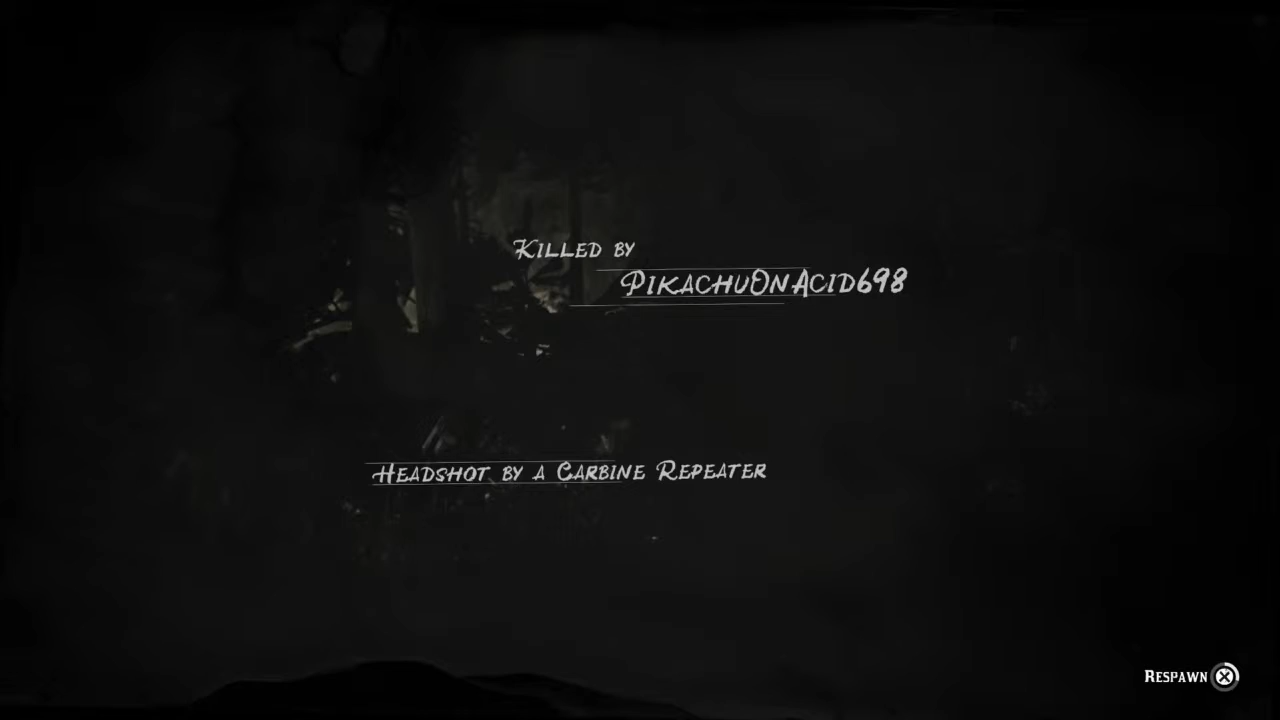 Killed by
PikachuOnAcid698
Headshot by a Carbine Repeater
Respawn